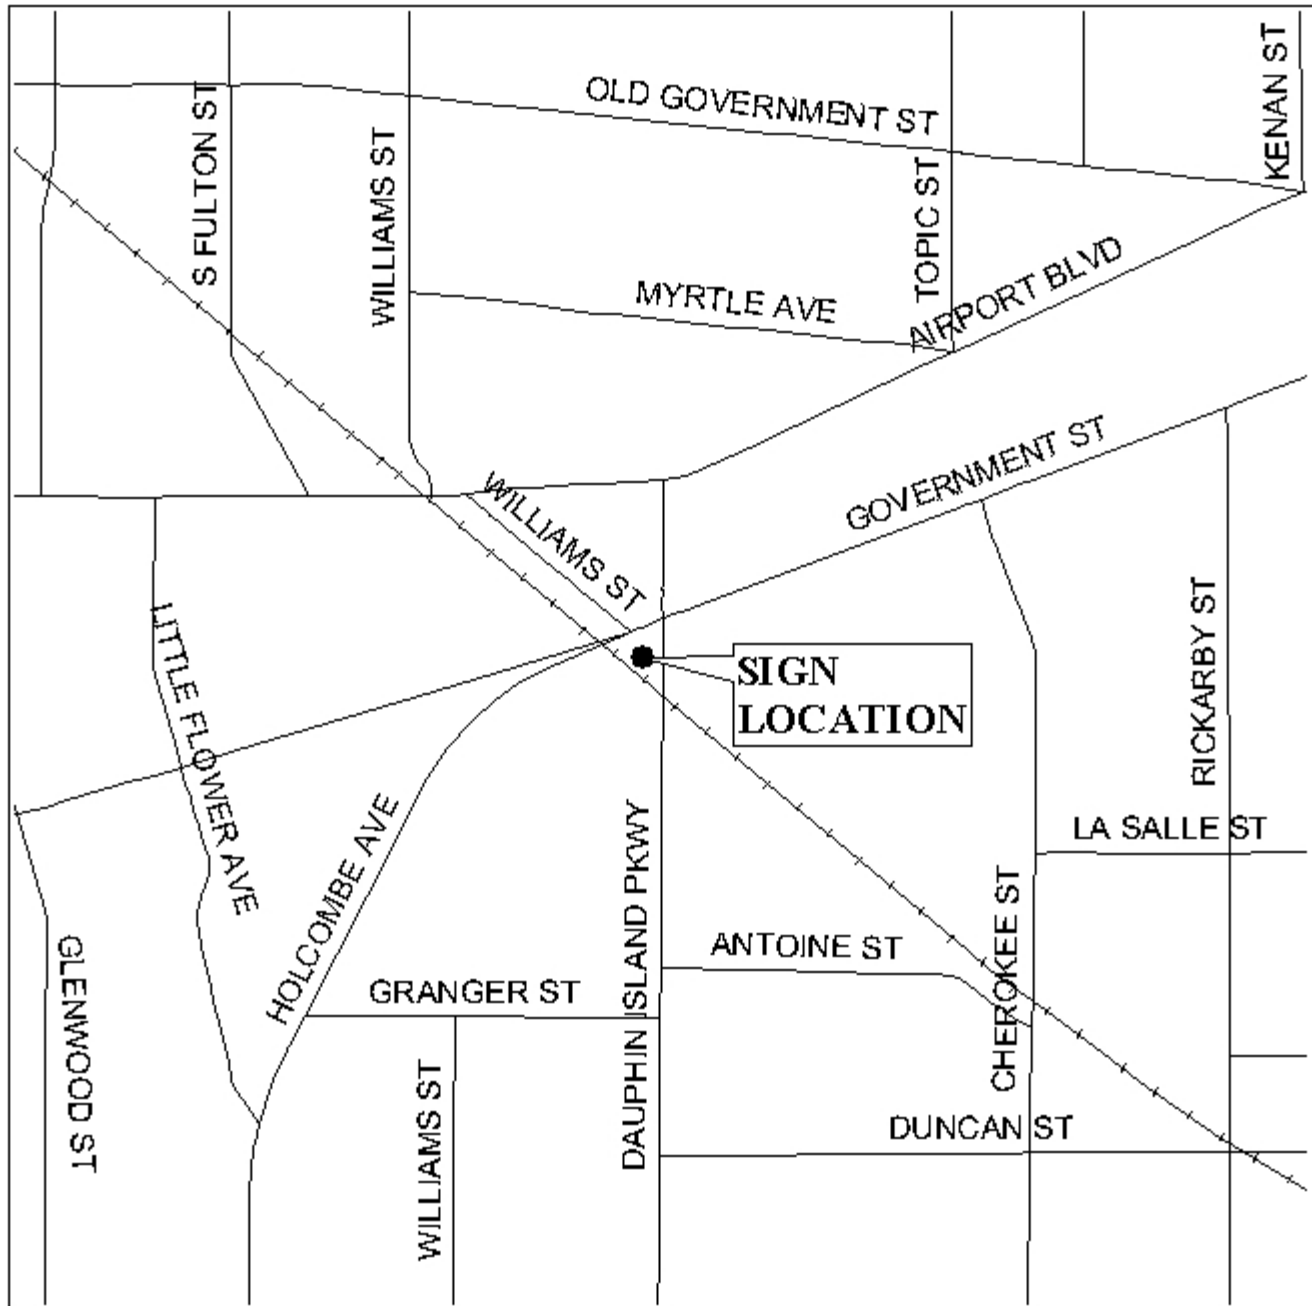 KENAN ST
OLD GOVERNMENT ST
S FULTON ST
WILLIAMS ST
TOPIC ST
AIRPORT BLVD
MYRTLE AVE
GOVERNMENT ST
WILLIAMS ST
LITTLE FLOWER AVE
RICKARBY ST
SIGN
LOCATION
HOLCOMBE AVE
DAUPHIN ISLAND PKWY
LA SALLE ST
CHEROKEE ST
ANTOINE ST
GLENWOOD ST
GRANGER ST
WILLIAMS ST
DUNCAN ST